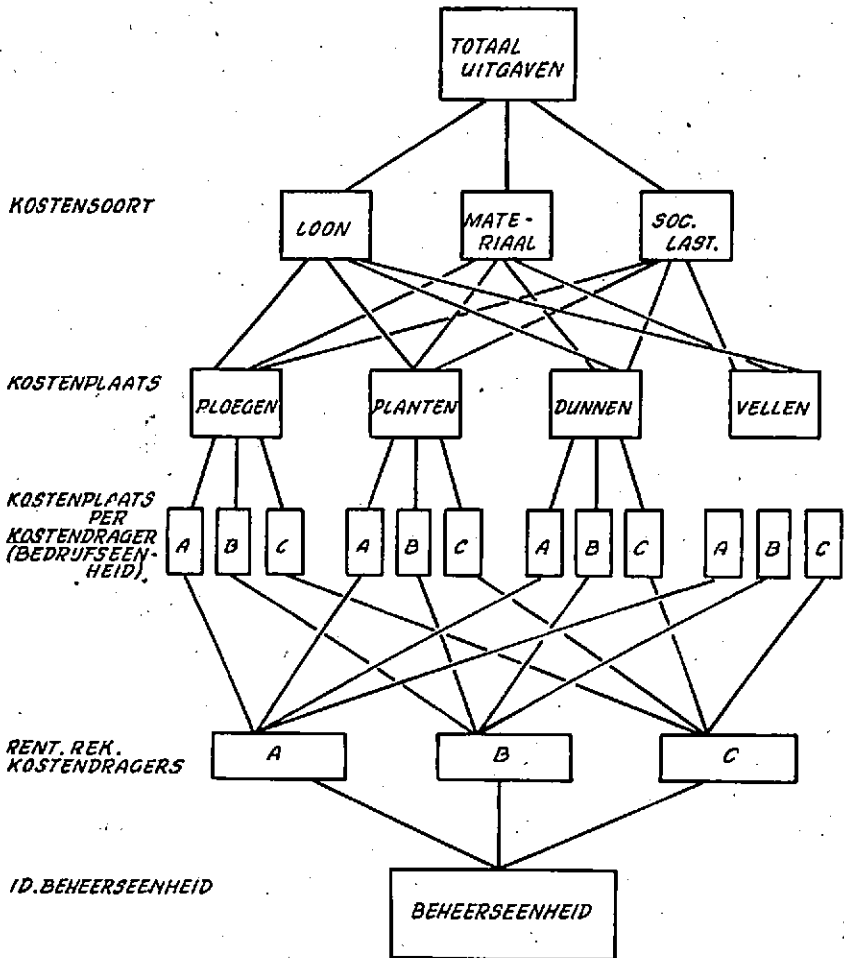 TOTAAL
UITGAVEN
KOSTENSOORT
LOON
MATE-
RIAAL
SOC.
LAST.
KOSTENPLAATS
PLOEGEN
PLANTEN
DUNNEN
VELLEN
KOSTENPLAATS
PER
KOSTENDRAGER
(BEDRIJFSEEN-
HEID)
A B C A B C A B C A B C
RENT. REK.
KOSTENDRAGERS
A B C
ID. BEHEERSEENHEID
BEHEERSEENHEID